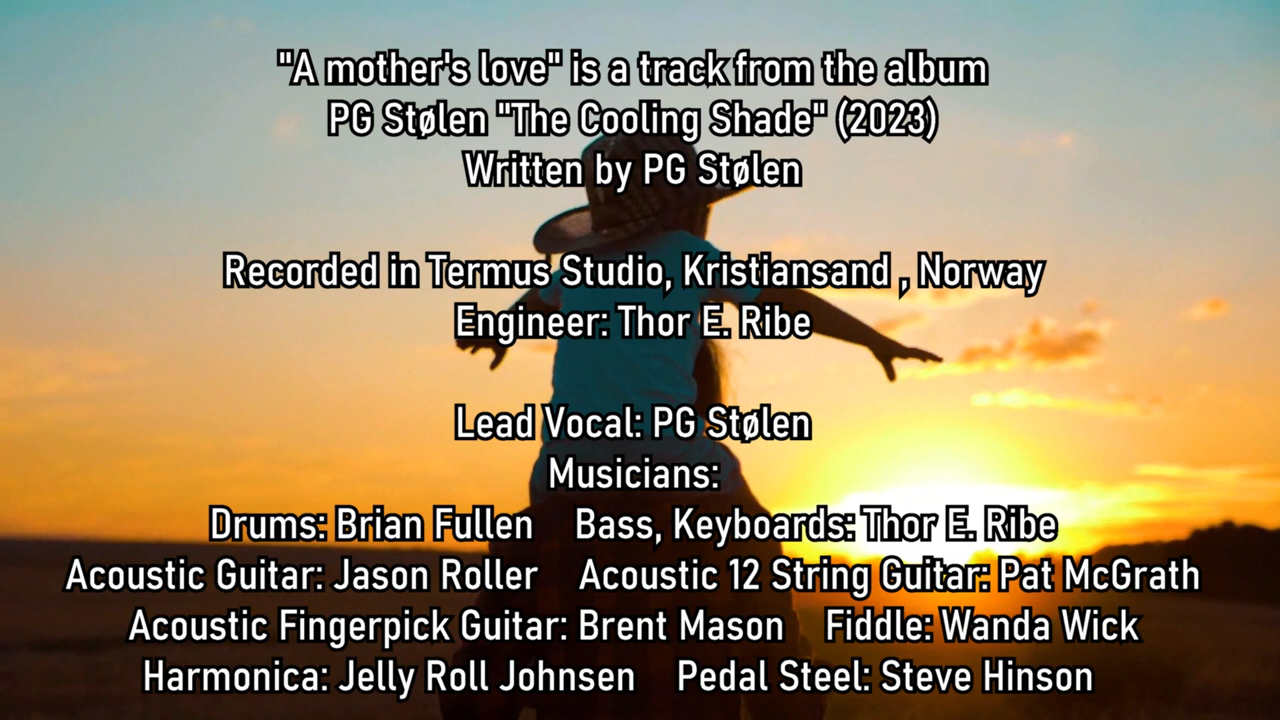 "A mother's love" is a track from the album
PG Stølen "The Cooling Shade" (2023)
Written by PG Stølen
Recorded in Termus Studio, Kristiansand , Norway
Engineer: Thor E. Ribe
Lead Vocal: PG Stølen
Musicians:
Drums: Brian Fullen Bass, Keyboards: Thor E. Ribe
Acoustic Guitar: Jason Roller Acoustic 12 String Guitar: Pat McGrath
Acoustic Fingerpick Guitar: Brent Mason Fiddle: Wanda Wick
Harmonica: Jelly Roll Johnsen Pedal Steel: Steve Hinson